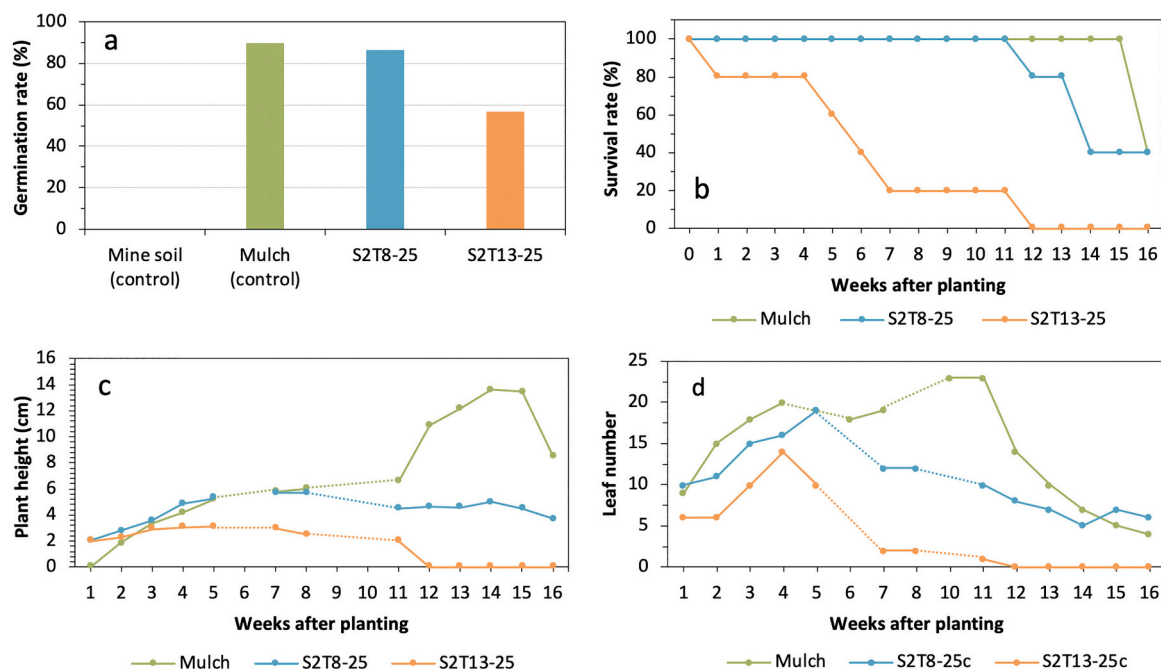 Germination rate (%)
100
80
60
40
20
0
a
Mine soil
(control)
Mulch
(control)
S2T8-25
S2T13-25
Survival rate (%)
100
80
60
40
20
0
b
0 1 2 3 4 5 6 7 8 9 10 11 12 13 14 15 16
Weeks after planting
Mulch S2T8-25 S2T13-25
Plant height (cm)
16
14
12
10
8
6
4
2
0
c
1 2 3 4 5 6 7 8 9 10 11 12 13 14 15 16
Weeks after planting
Mulch S2T8-25 S2T13-25
Leaf number
25
20
15
10
5
0
d
1 2 3 4 5 6 7 8 10 11 12 13 14 15 16
Weeks after planting
Mulch S2T8-25c S2T13-25c